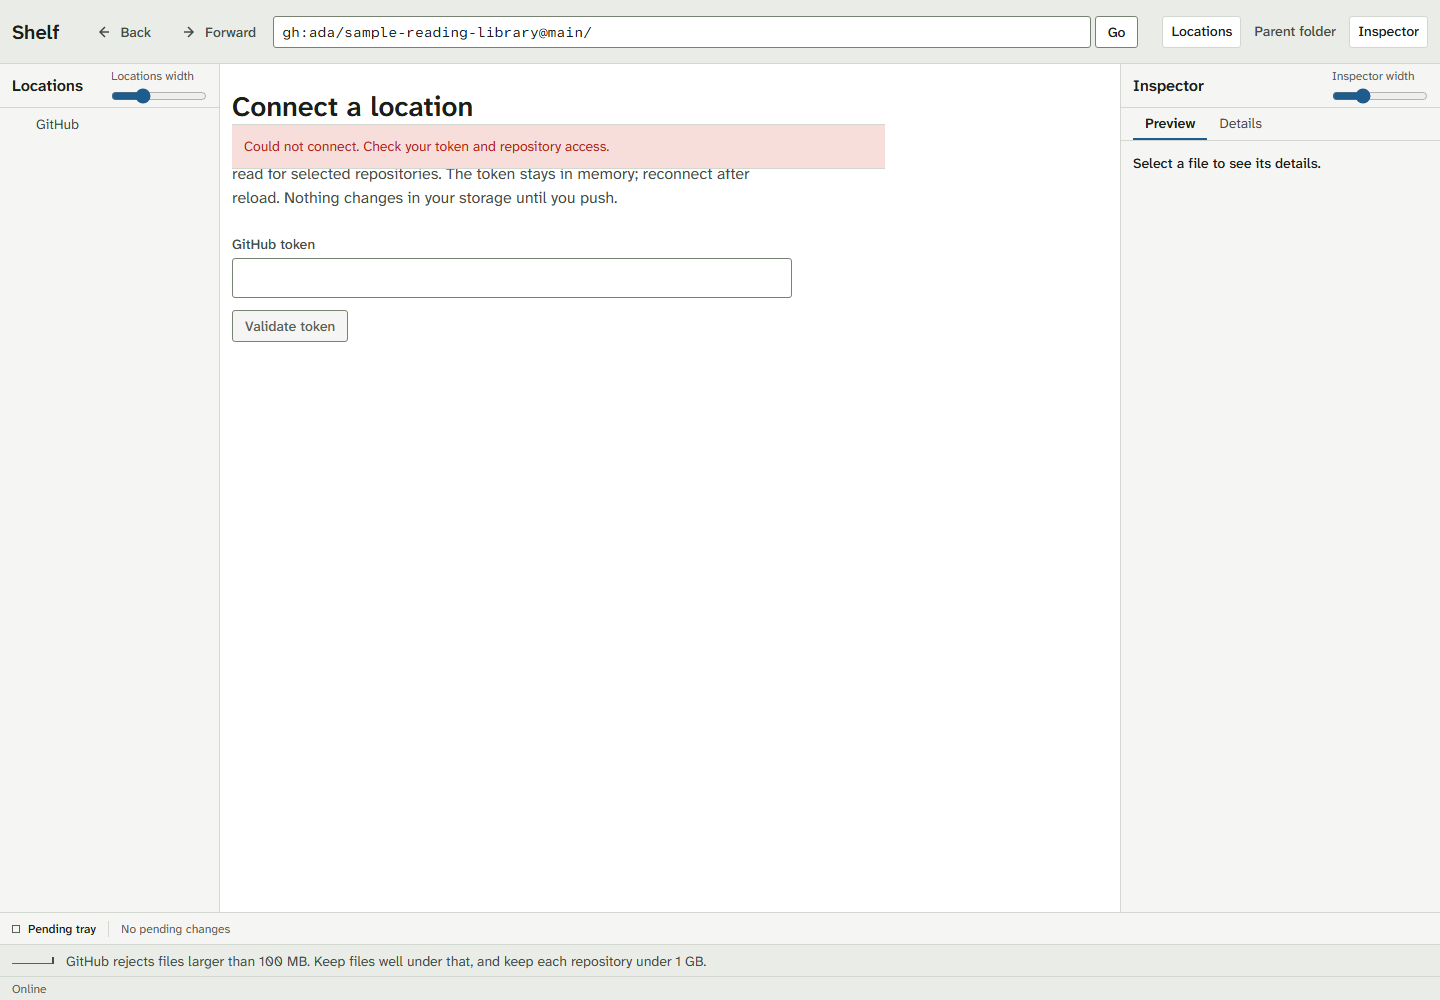 Shelf
Back
Forward
gh:ada/sample-reading-library@main/
Go
Locations
Parent folder
Inspector
Locations
Locations width
GitHub
Connect a location
Could not connect. Check your token and repository access.
read for selected repositories. The token stays in memory; reconnect after
reload. Nothing changes in your storage until you push.
GitHub token
Validate token
Inspector
Inspector width
Preview
Details
Select a file to see its details.
Pending tray
No pending changes
GitHub rejects files larger than 100 MB. Keep files well under that, and keep each repository under 1 GB.
Online